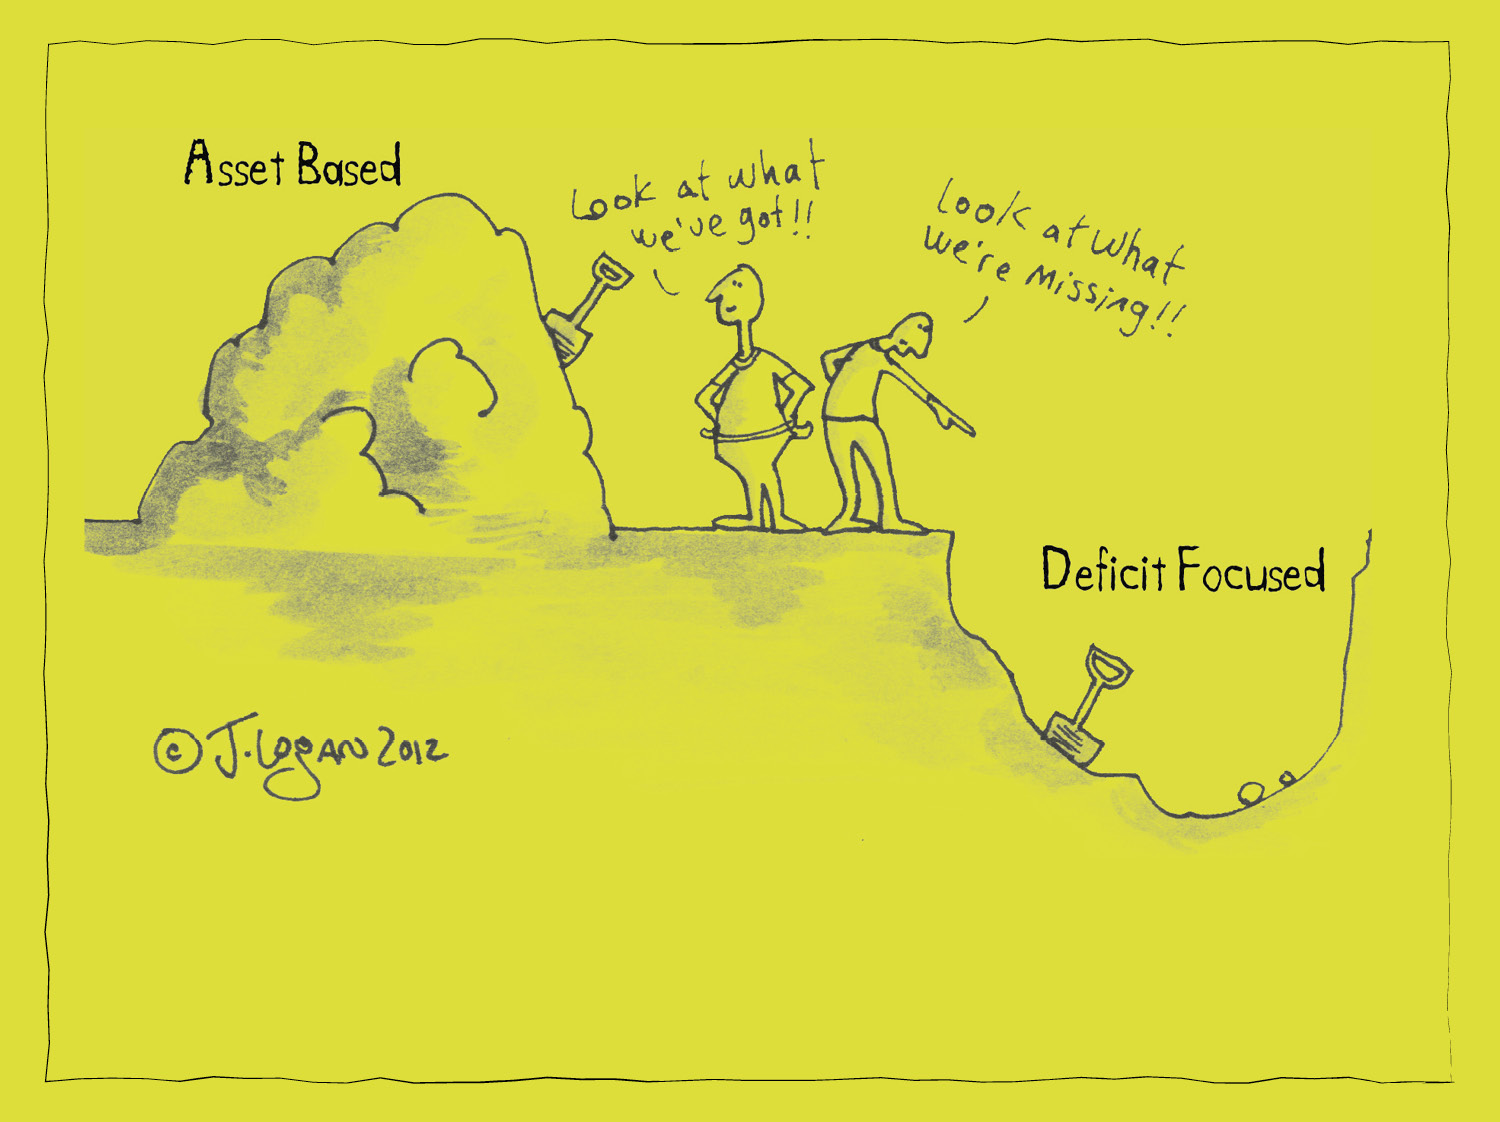 Asset Based
Look at what
we've got!!
Look at what
we're missing!!
Deficit Focused
© J. Logan 2012